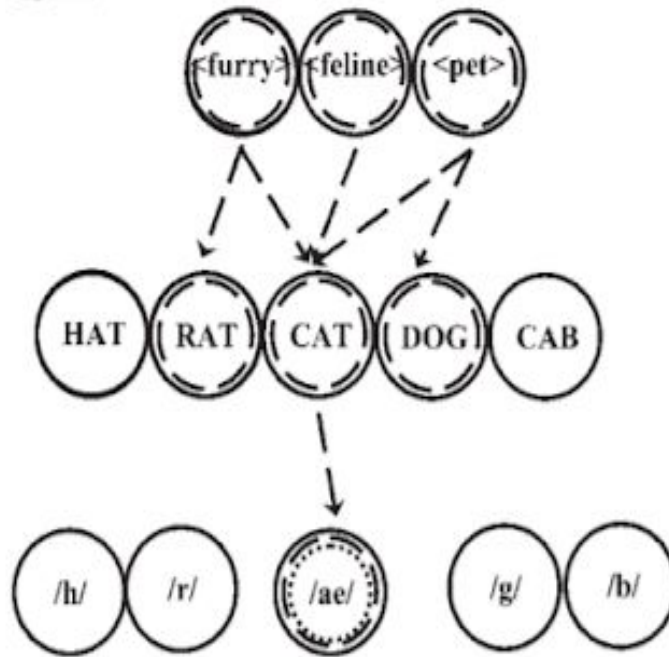 <furry> <feline> <pet>
HAT RAT CAT DOG CAB
/h/ /r/ /ae/ /g/ /b/